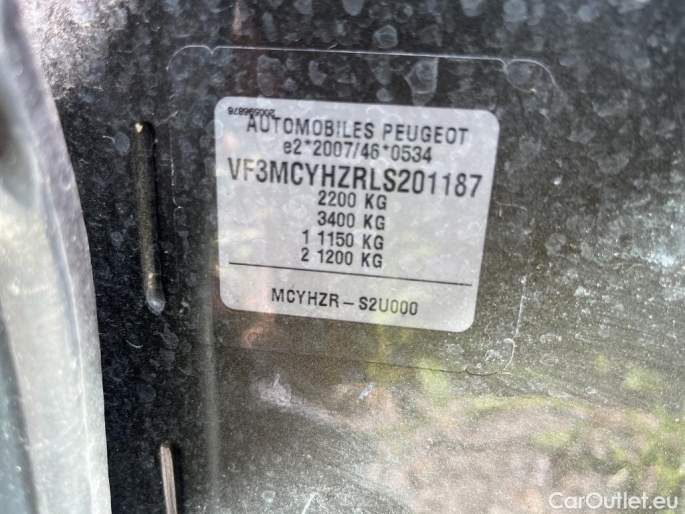 200596876
AUTOMOBILES PEUGEOT
e2*2007/46*0534
VF3MCYHZRLS201187
2200 KG
3400 KG
1 1150 KG
2 1200 KG
MCYHZR-S2U000
CarOutlet.eu